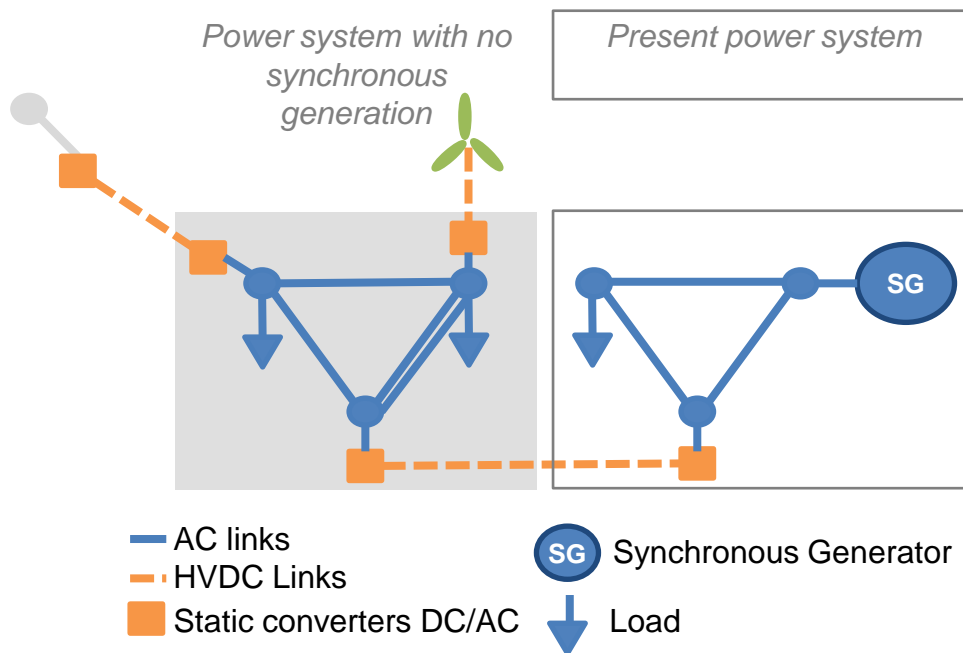 Power system with no
synchronous
generation
Present power system
SG
AC links
HVDC Links
Static converters DC/AC
SG
Synchronous Generator
Load